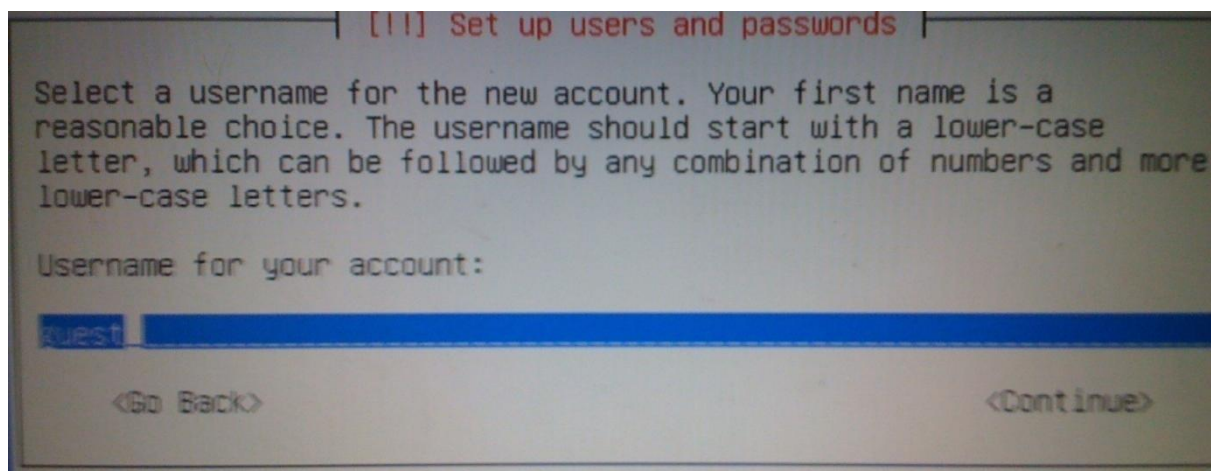 [!!] Set up users and passwords
Select a username for the new account. Your first name is a
reasonable choice. The username should start with a lower-case
letter, which can be followed by any combination of numbers and more
lower-case letters.
Username for your account:
guest
<Go Back> <Continue>